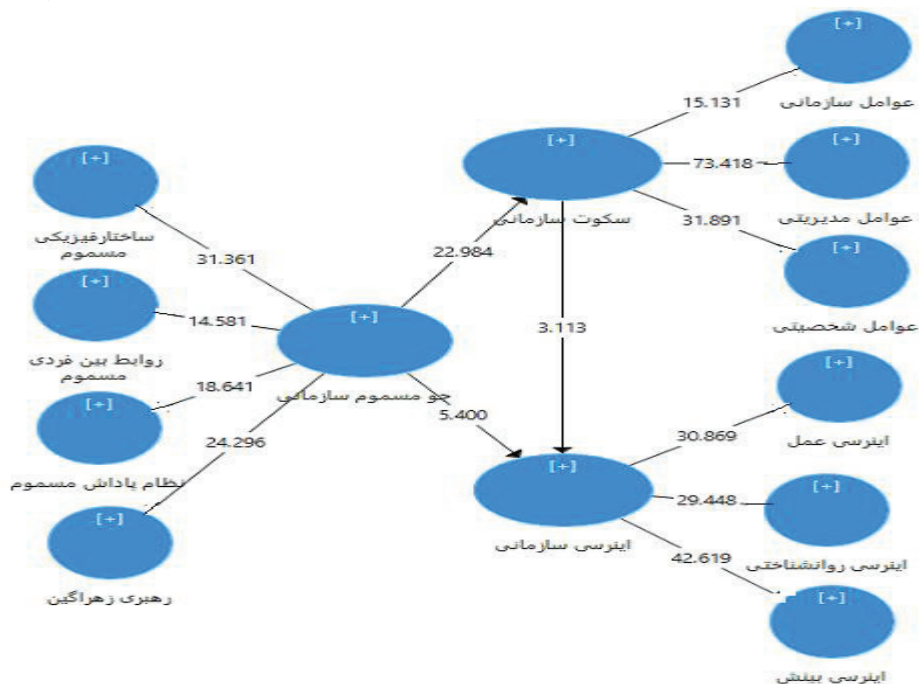 [+]
عوامل سازمانی
15.131
[+]
[+]
73.418
عوامل مدیریتی
سکوت سازمانی
31.891
[+]
عوامل شخصیتی
[+]
ساختارفیزیکی
مسموم
31.361
22.984
[+]
14.581
روابط بین فردی
مسموم
[+]
جو مسموم سازمانی
3.113
18.641
[+]
نظام پاداش مسموم
5.400
24.296
[+]
رهبری زهراگین
[+]
اینرسی عمل
30.869
[+]
اینرسی سازمانی
29.448
[+]
اینرسی روانشناختی
42.619
[+]
اینرسی بینش